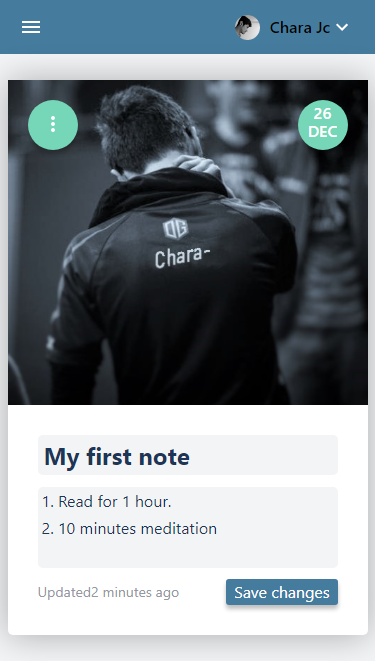 Chara Jc
26
DEC
OG
Chara-
My first note
1. Read for 1 hour.
2. 10 minutes meditation
Updated2 minutes ago
Save changes